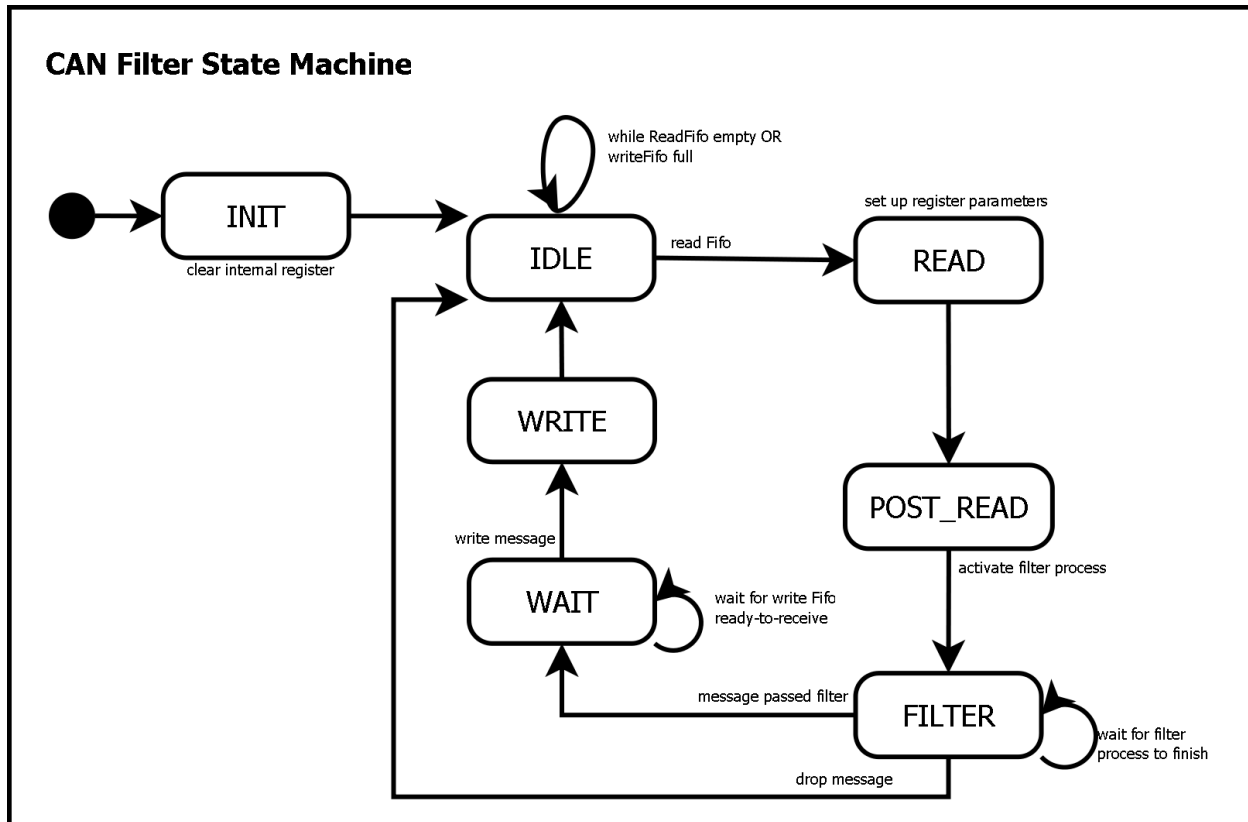 CAN Filter State Machine
while ReadFifo empty OR
writeFifo full
INIT
clear internal register
IDLE
read Fifo
set up register parameters
READ
WRITE
POST_READ
write message
activate filter process
WAIT
wait for write Fifo
ready-to-receive
message passed filter
FILTER
wait for filter
process to finish
drop message